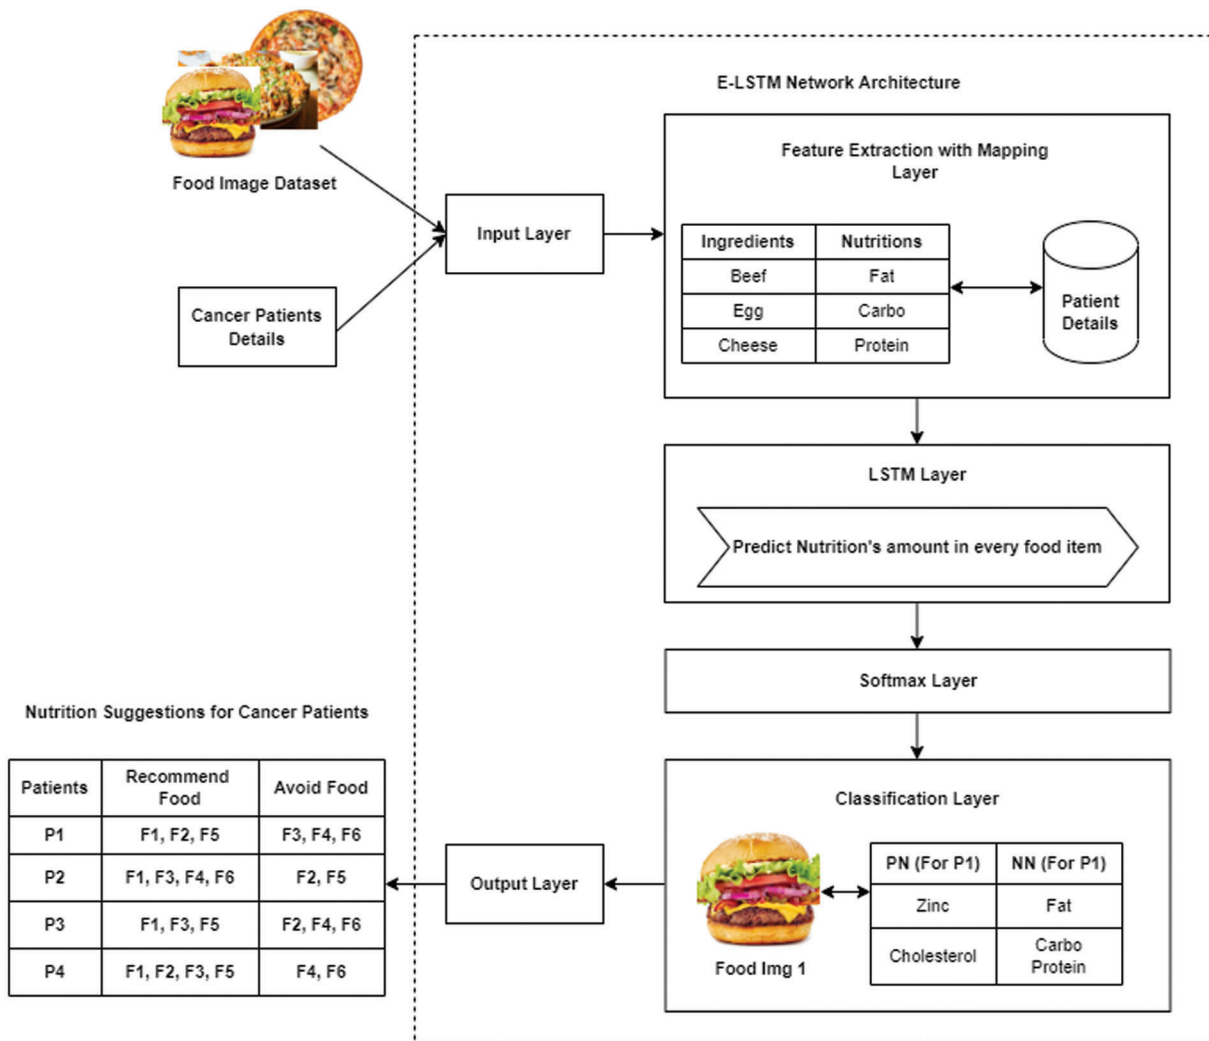 E-LSTM Network Architecture
Food Image Dataset
Cancer Patients
Details
Input Layer
Feature Extraction with Mapping
Layer
Ingredients Nutritions
Beef Fat
Egg Carbo
Cheese Protein
Patient
Details
LSTM Layer
Predict Nutrition's amount in every food item
Softmax Layer
Classification Layer
Food Img 1
PN (For P1) NN (For P1)
Zinc Fat
Cholesterol Carbo
Protein
Output Layer
Nutrition Suggestions for Cancer Patients
Patients Recommend
Food Avoid Food
P1 F1, F2, F5 F3, F4, F6
P2 F1, F3, F4, F6 F2, F5
P3 F1, F3, F5 F2, F4, F6
P4 F1, F2, F3, F5 F4, F6